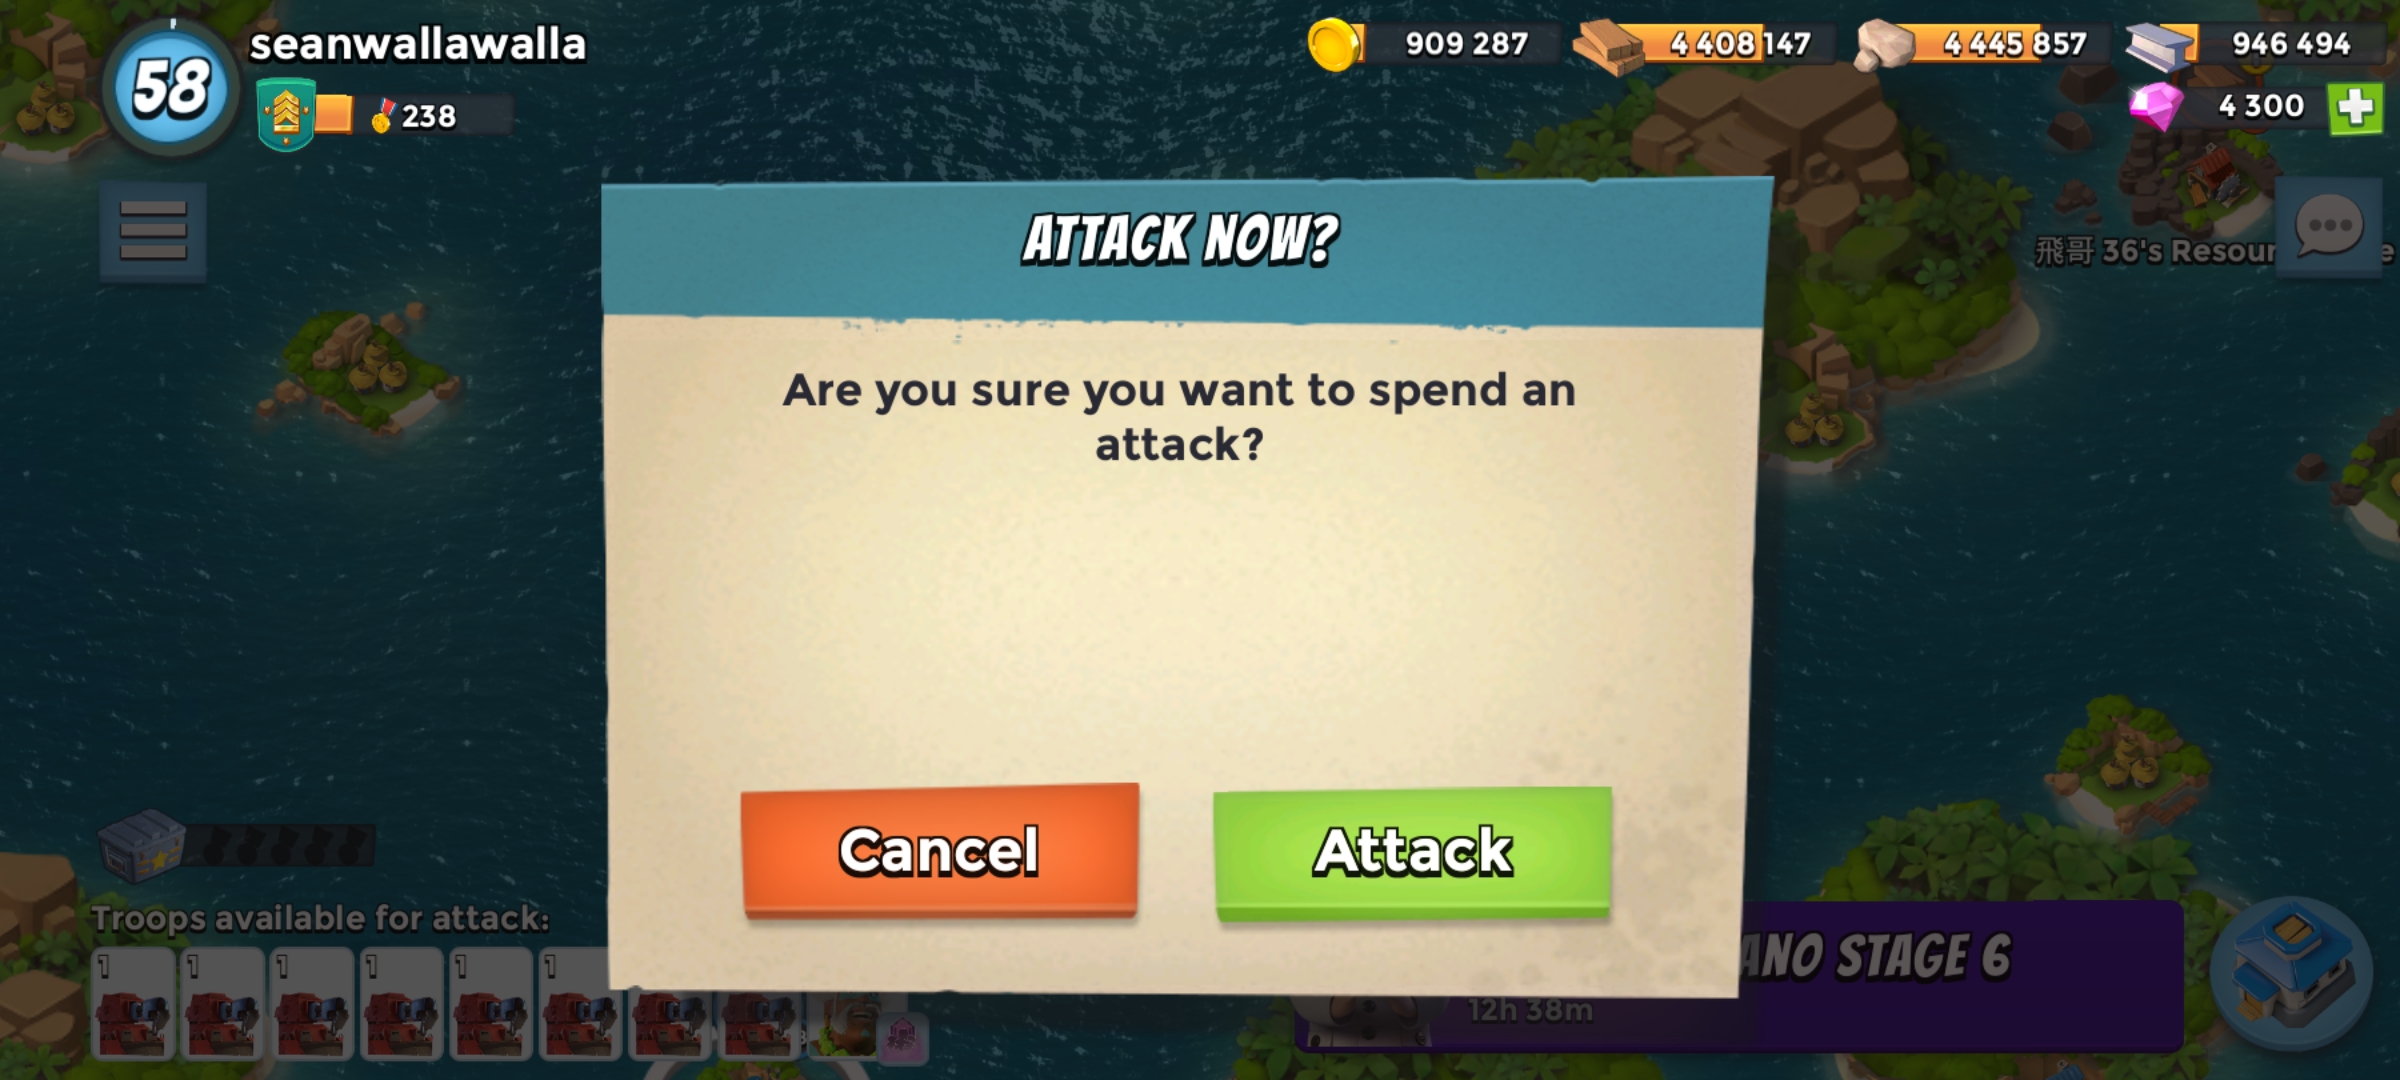 58
seanwallawalla
238
909 287
4 408 147
4 445 857
946 494
4 300
飛哥 36's
ATTACK NOW?
Are you sure you want to spend an
attack?
Cancel
Attack
Troops available for attack:
1 1 1 1 1 1
STAGE 6
12h 38m